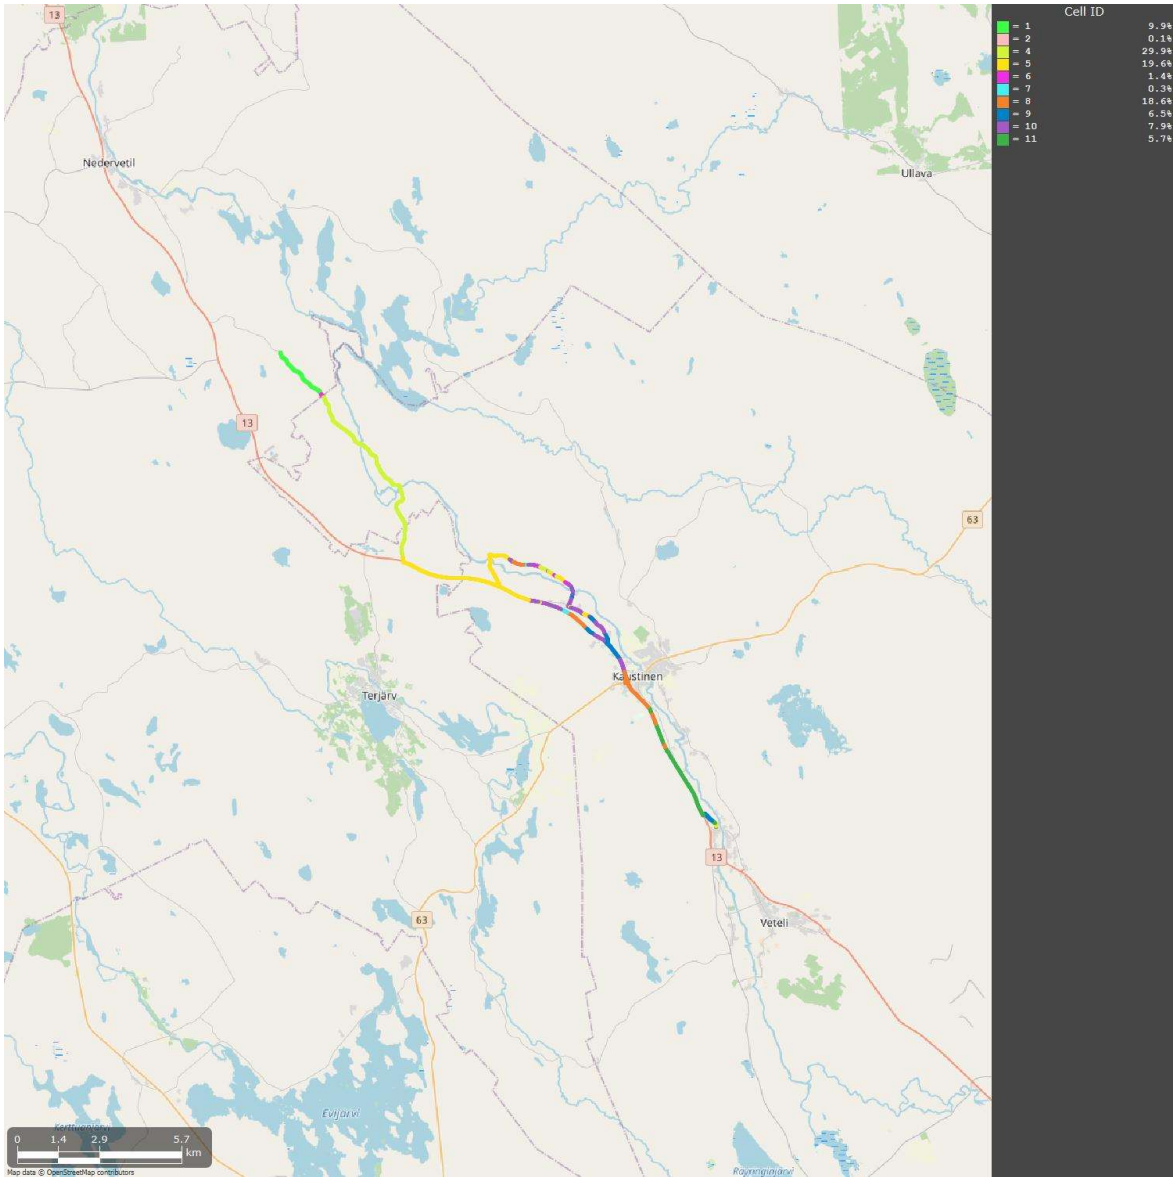 13
Cell ID
= 1 9.9%
= 2 0.1%
= 4 29.9%
= 5 19.6%
= 6 1.4%
= 7 0.3%
= 8 18.6%
= 9 6.5%
= 10 7.9%
= 11 5.7%
Nedervetil
Ullava
13
63
Terjärv
Kaustinen
13
63
Veteli
Evijärvi
0 1.4 2.9 5.7
km
Map data © OpenStreetMap contributors